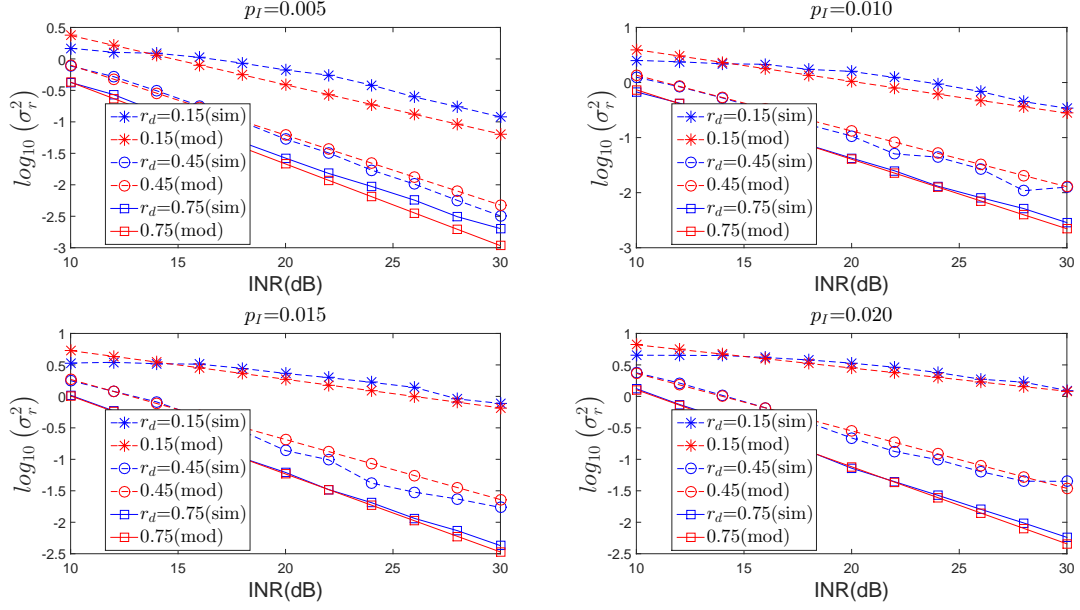 p_I=0.005
0.5
0
-0.5
-1
-1.5
-2
-2.5
-3
log_10 (σ_r^2)
r_d=0.15(sim)
0.15(mod)
r_d=0.45(sim)
0.45(mod)
r_d=0.75(sim)
0.75(mod)
10 15 20 25 30
INR(dB)
p_I=0.010
1
0
-1
-2
-3
log_10 (σ_r^2)
r_d=0.15(sim)
0.15(mod)
r_d=0.45(sim)
0.45(mod)
r_d=0.75(sim)
0.75(mod)
10 15 20 25 30
INR(dB)
p_I=0.015
1
0.5
0
-0.5
-1
-1.5
-2
-2.5
log_10 (σ_r^2)
r_d=0.15(sim)
0.15(mod)
r_d=0.45(sim)
0.45(mod)
r_d=0.75(sim)
0.75(mod)
10 15 20 25 30
INR(dB)
p_I=0.020
1
0.5
0
-0.5
-1
-1.5
-2
-2.5
log_10 (σ_r^2)
r_d=0.15(sim)
0.15(mod)
r_d=0.45(sim)
0.45(mod)
r_d=0.75(sim)
0.75(mod)
10 15 20 25 30
INR(dB)